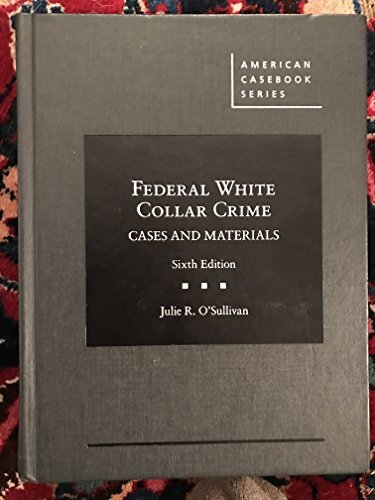 AMERICAN
CASEBOOK
SERIES
FEDERAL WHITE
COLLAR CRIME
CASES AND MATERIALS
Sixth Edition
Julie R. O'Sullivan